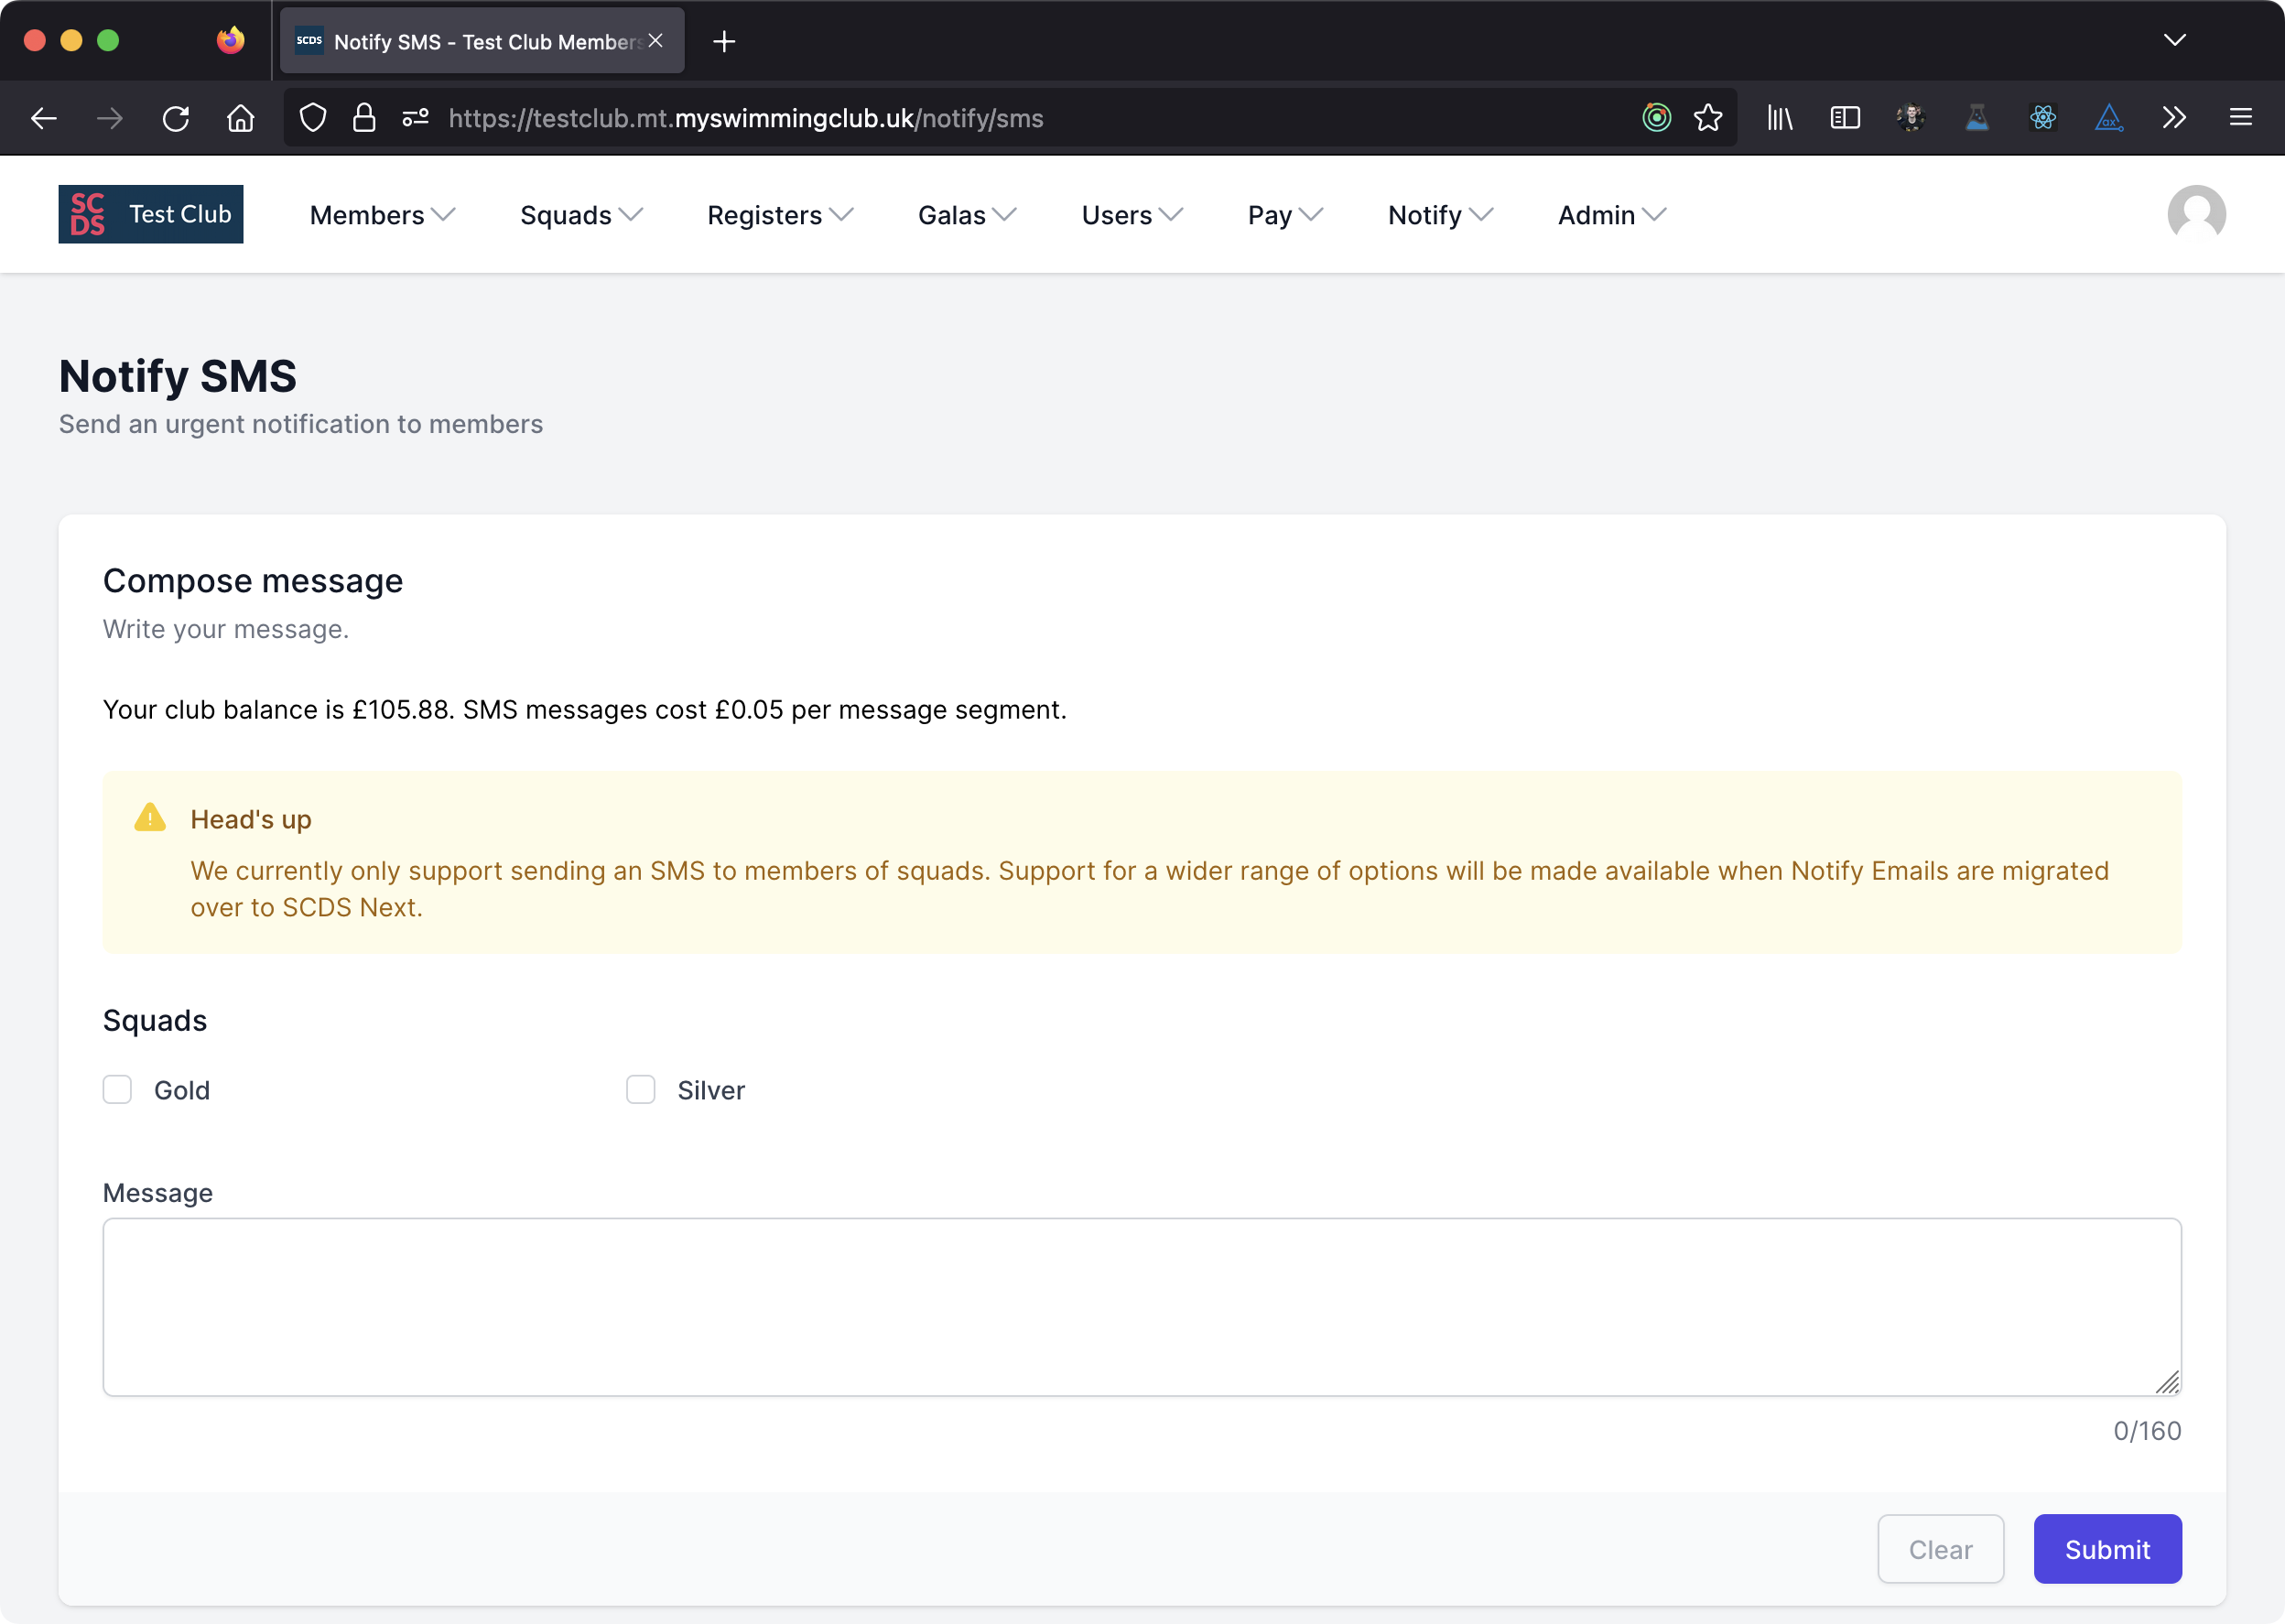 SCDS Notify SMS - Test Club Members
https://testclub.mt.myswimmingclub.uk/notify/sms
SC
DS
Test Club
Members Squads Registers Galas Users Pay Notify Admin
Notify SMS
Send an urgent notification to members
Compose message
Write your message.
Your club balance is £105.88. SMS messages cost £0.05 per message segment.
Head's up
We currently only support sending an SMS to members of squads. Support for a wider range of options will be made available when Notify Emails are migrated
over to SCDS Next.
Squads
Gold Silver
Message
0/160
Clear Submit